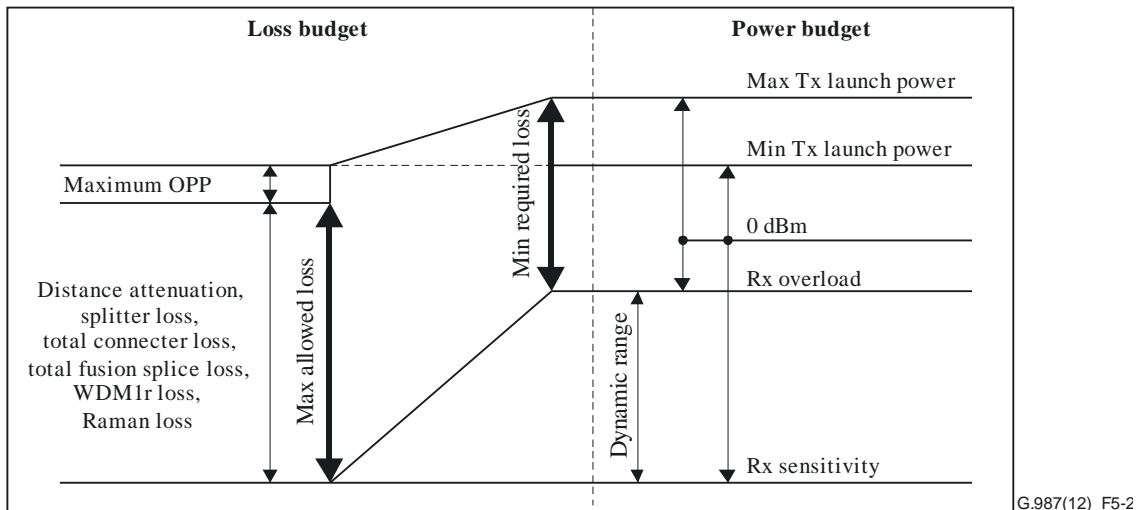 Loss budget
Power budget
Max Tx launch power
Min Tx launch power
Maximum OPP
Min required loss
0 dBm
Rx overload
Distance attenuation,
splitter loss,
total connecter loss,
total fusion splice loss,
WDM1r loss,
Raman loss
Max allowed loss
Dynamic range
Rx sensitivity
G.987(12)_F5-2